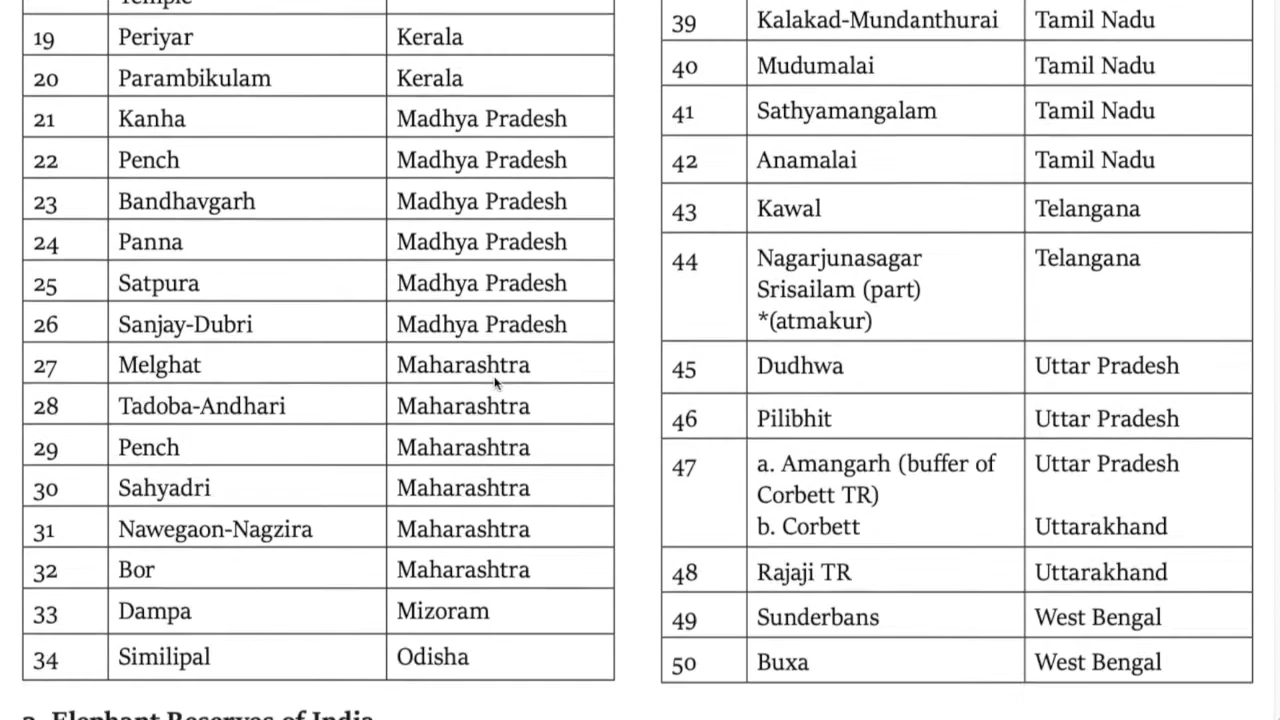 Temple
19 Periyar Kerala
20 Parambikulam Kerala
21 Kanha Madhya Pradesh
22 Pench Madhya Pradesh
23 Bandhavgarh Madhya Pradesh
24 Panna Madhya Pradesh
25 Satpura Madhya Pradesh
26 Sanjay-Dubri Madhya Pradesh
27 Melghat Maharashtra
28 Tadoba-Andhari Maharashtra
29 Pench Maharashtra
30 Sahyadri Maharashtra
31 Nawegaon-Nagzira Maharashtra
32 Bor Maharashtra
33 Dampa Mizoram
34 Similipal Odisha
39 Kalakad-Mundanthurai Tamil Nadu
40 Mudumalai Tamil Nadu
41 Sathyamangalam Tamil Nadu
42 Anamalai Tamil Nadu
43 Kawal Telangana
44 Nagarjunasagar Telangana
Srisailam (part)
*(atmakur)
45 Dudhwa Uttar Pradesh
46 Pilibhit Uttar Pradesh
47 a. Amangarh (buffer of Uttar Pradesh
Corbett TR)
b. Corbett Uttarakhand
48 Rajaji TR Uttarakhand
49 Sunderbans West Bengal
50 Buxa West Bengal
Elephant Reserves of India